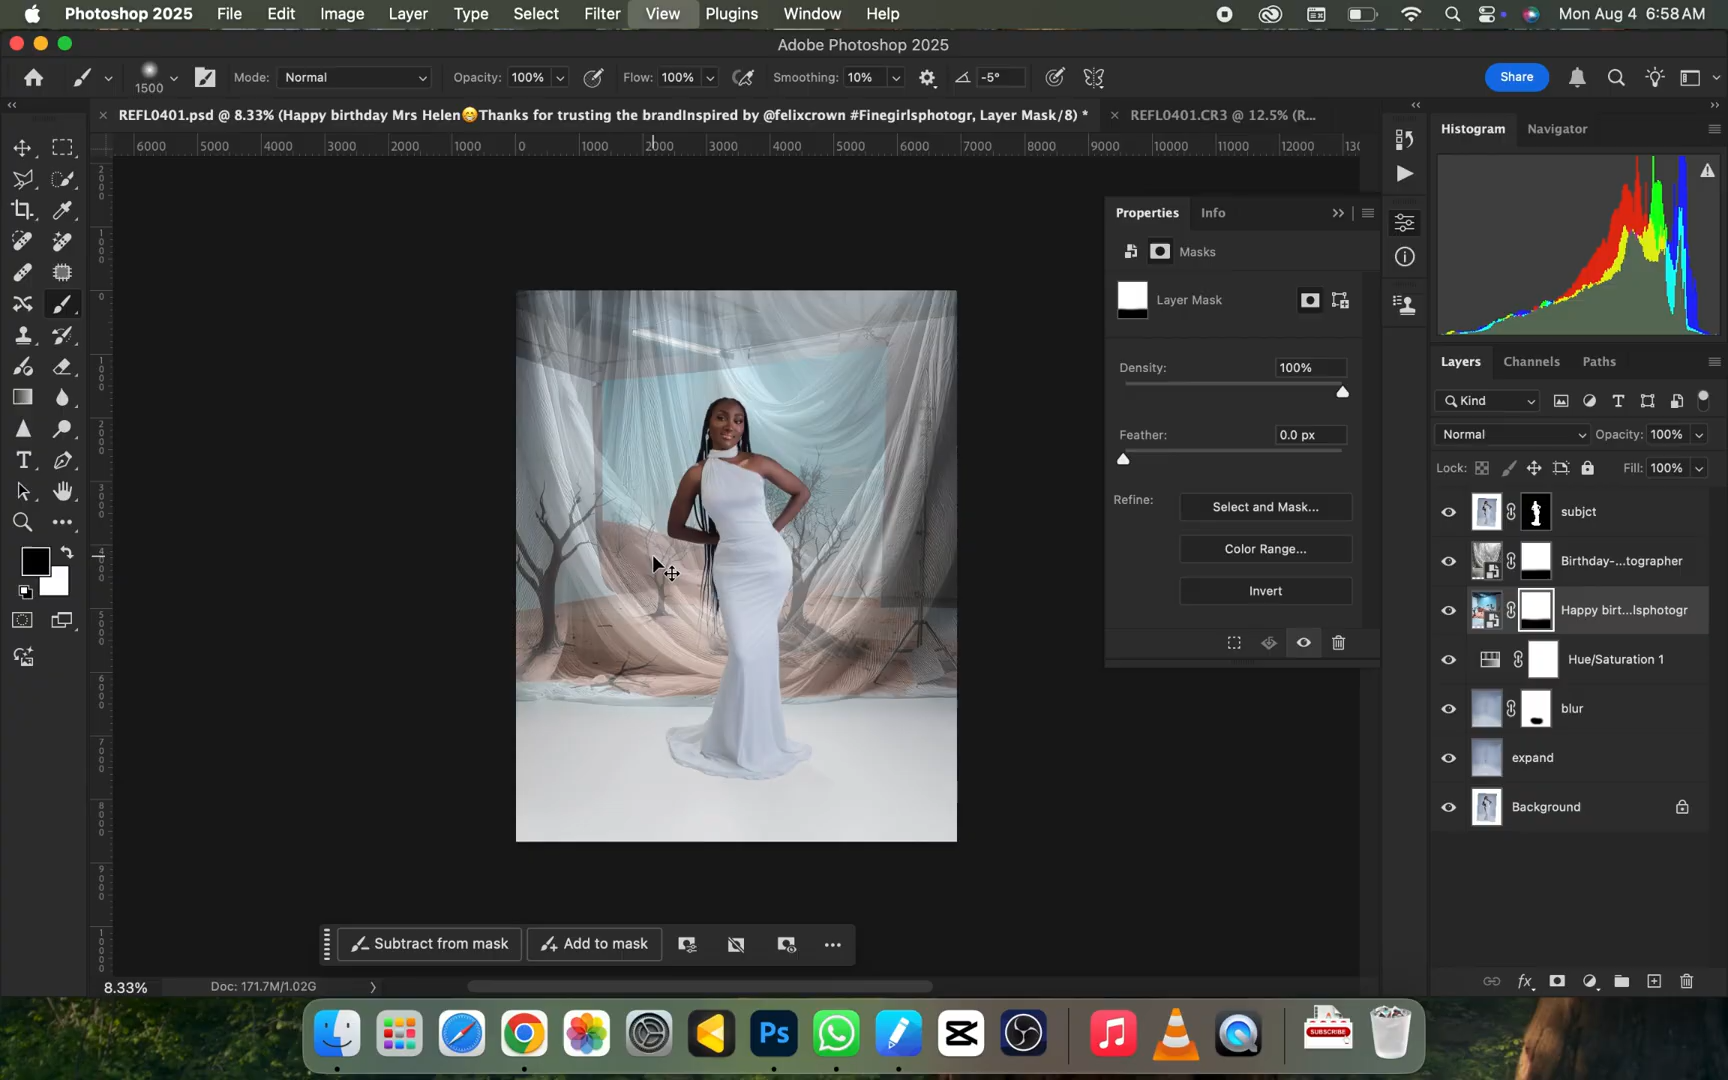 Photoshop 2025 File Edit Image Layer Type Select Filter View Plugins Window Help Mon Aug 4 6:58 AM
Adobe Photoshop 2025
1500 Mode: Normal Opacity: 100% Flow: 100% Smoothing: 10% -5° Share
REFL0401.psd @ 8.33% (Happy birthday Mrs Helen😁Thanks for trusting the brandInspired by @felixcrown #Finegirlsphotogr, Layer Mask/8) *
REFL0401.CR3 @ 12.5% (R...
6000 5000 4000 3000 2000 1000 0 1000 2000 3000 4000 5000 6000 7000 8000 9000 10000 11000 12000 130
Properties Info
Masks
Layer Mask
Density: 100%
Feather: 0.0 px
Refine: Select and Mask...
Color Range...
Invert
Histogram Navigator
Layers Channels Paths
Kind
Normal Opacity: 100%
Lock: Fill: 100%
subjct
Birthday-...tographer
Happy birt...lsphotogr
Hue/Saturation 1
blur
expand
Background
Subtract from mask Add to mask
8.33% Doc: 171.7M/1.02G
Ps
SUBSCRIBE